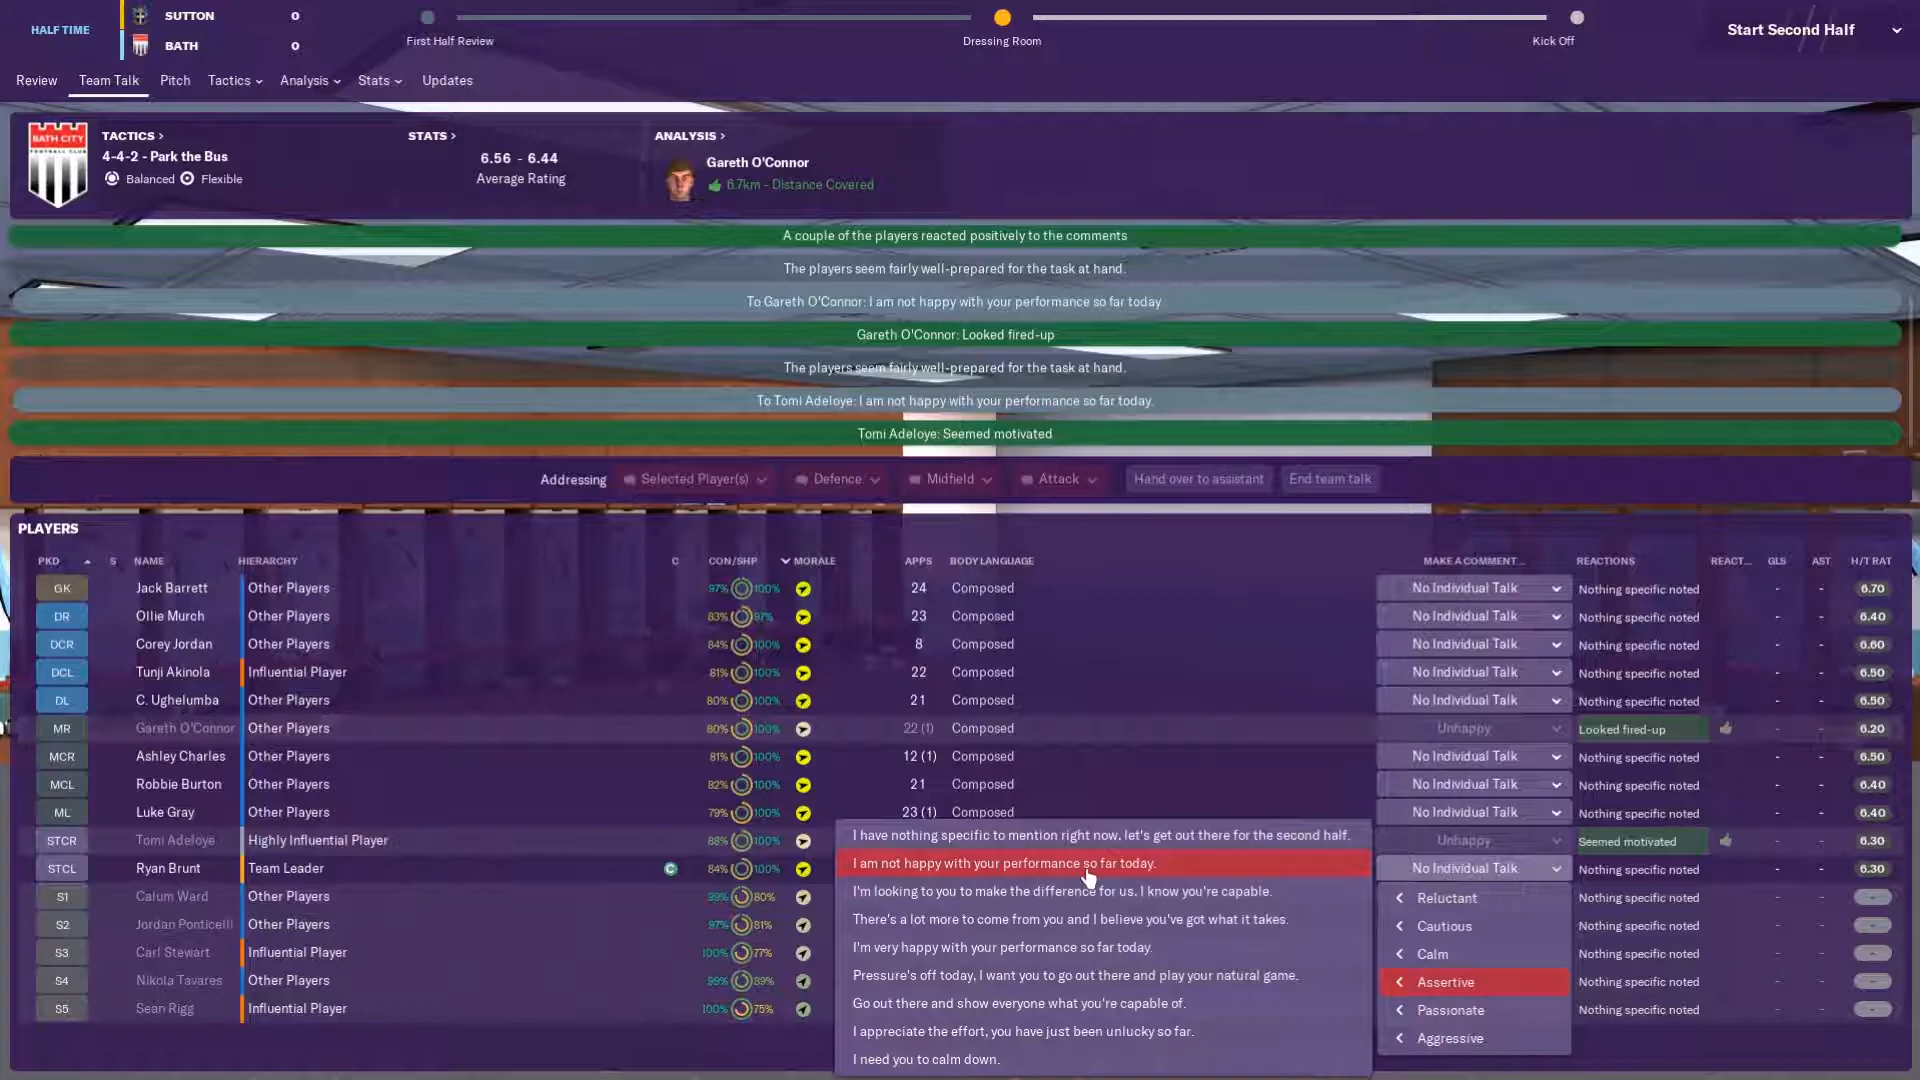 HALF TIME
SUTTON 0
BATH 0
First Half Review
Dressing Room
Kick Off
Start Second Half
Review Team Talk Pitch Tactics Analysis Stats Updates
BATH CITY
TACTICS >
4-4-2 - Park the Bus
Balanced Flexible
STATS >
6.56 - 6.44
Average Rating
ANALYSIS >
Gareth O'Connor
6.7km - Distance Covered
A couple of the players reacted positively to the comments
The players seem fairly well-prepared for the task at hand.
To Gareth O'Connor: I am not happy with your performance so far today
Gareth O'Connor: Looked fired-up
The players seem fairly well-prepared for the task at hand.
To Tomi Adeloye: I am not happy with your performance so far today.
Tomi Adeloye: Seemed motivated
Addressing Selected Player(s) Defence Midfield Attack Hand over to assistant End team talk
PLAYERS
PKD S NAME HIERARCHY C CON/SHP MORALE APPS BODY LANGUAGE MAKE A COMMENT... REACTIONS REACT... GLS AST H/T RAT
GK Jack Barrett Other Players 97% 100% 24 Composed No Individual Talk Nothing specific noted - - 6.70
DR Ollie Murch Other Players 83% 97% 23 Composed No Individual Talk Nothing specific noted - - 6.40
DCR Corey Jordan Other Players 84% 100% 8 Composed No Individual Talk Nothing specific noted - - 6.60
DCL Tunji Akinola Influential Player 81% 100% 22 Composed No Individual Talk Nothing specific noted - - 6.50
DL C. Ughelumba Other Players 80% 100% 21 Composed No Individual Talk Nothing specific noted - - 6.50
MR Gareth O'Connor Other Players 80% 100% 22 (1) Composed Unhappy Looked fired-up - - 6.20
MCR Ashley Charles Other Players 81% 100% 12 (1) Composed No Individual Talk Nothing specific noted - - 6.50
MCL Robbie Burton Other Players 82% 100% 21 Composed No Individual Talk Nothing specific noted - - 6.40
ML Luke Gray Other Players 79% 100% 23 (1) Composed No Individual Talk Nothing specific noted - - 6.40
STCR Tomi Adeloye Highly Influential Player 88% 100% Unhappy Seemed motivated - - 6.30
STCL Ryan Brunt Team Leader C 84% 100% No Individual Talk Nothing specific noted - - 6.30
S1 Calum Ward Other Players 99% 80% Nothing specific noted - - -
S2 Jordan Ponticelli Other Players 97% 81% Nothing specific noted - - -
S3 Carl Stewart Influential Player 100% 77% Nothing specific noted - - -
S4 Nikola Tavares Other Players 99% 89% Nothing specific noted - - -
S5 Sean Rigg Influential Player 100% 75% Nothing specific noted - - -
I have nothing specific to mention right now, let's get out there for the second half.
I am not happy with your performance so far today.
I'm looking to you to make the difference for us. I know you're capable.
There's a lot more to come from you and I believe you've got what it takes.
I'm very happy with your performance so far today.
Pressure's off today, I want you to go out there and play your natural game.
Go out there and show everyone what you're capable of.
I appreciate the effort, you have just been unlucky so far.
I need you to calm down.
Reluctant
Cautious
Calm
Assertive
Passionate
Aggressive